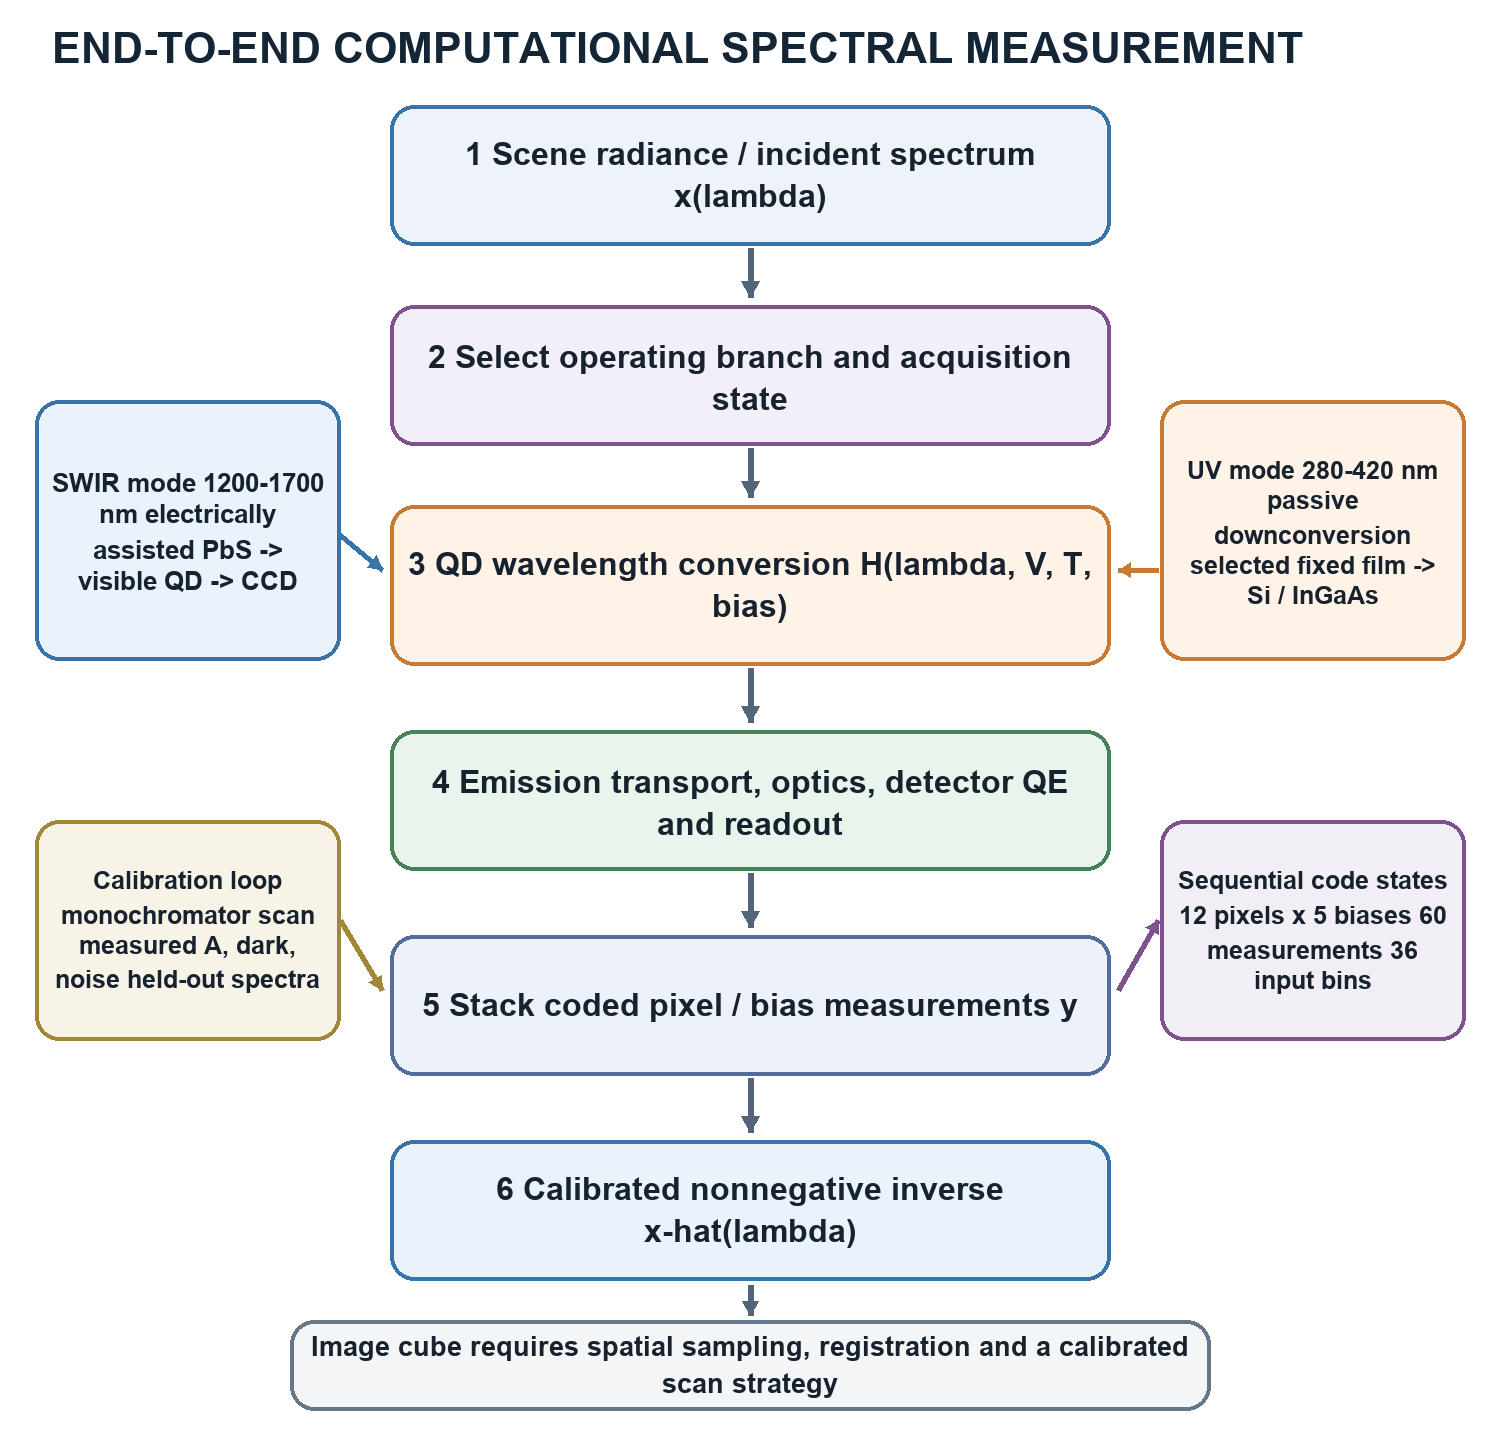 END-TO-END COMPUTATIONAL SPECTRAL MEASUREMENT
1 Scene radiance / incident spectrum
x(lambda)
2 Select operating branch and acquisition
state
SWIR mode 1200-1700
nm electrically
assisted PbS ->
visible QD -> CCD
3 QD wavelength conversion H(lambda, V, T,
bias)
UV mode 280-420 nm
passive
downconversion
selected fixed film ->
Si / InGaAs
4 Emission transport, optics, detector QE
and readout
Calibration loop
monochromator scan
measured A, dark,
noise held-out spectra
5 Stack coded pixel / bias measurements y
Sequential code states
12 pixels x 5 biases 60
measurements 36
input bins
6 Calibrated nonnegative inverse
x-hat(lambda)
Image cube requires spatial sampling, registration and a calibrated
scan strategy